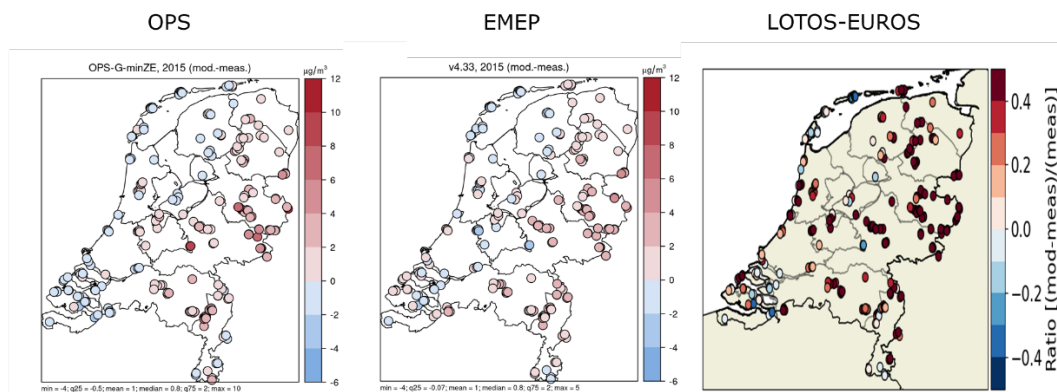 OPS
EMEP
LOTOS-EUROS
OPS-G-minZE, 2015 (mod.-meas.)
µg/m³
12
10
8
6
4
2
0
-2
-4
-6
min = -4; q25 = -0.5; mean = 1; median = 0.8; q75 = 2; max = 10
v4.33, 2015 (mod.-meas.)
µg/m³
12
10
8
6
4
2
0
-2
-4
-6
min = -4; q25 = -0.07; mean = 1; median = 0.8; q75 = 2; max = 5
0.4
0.2
0.0
−0.2
−0.4
Ratio [(mod-meas)/(meas)]